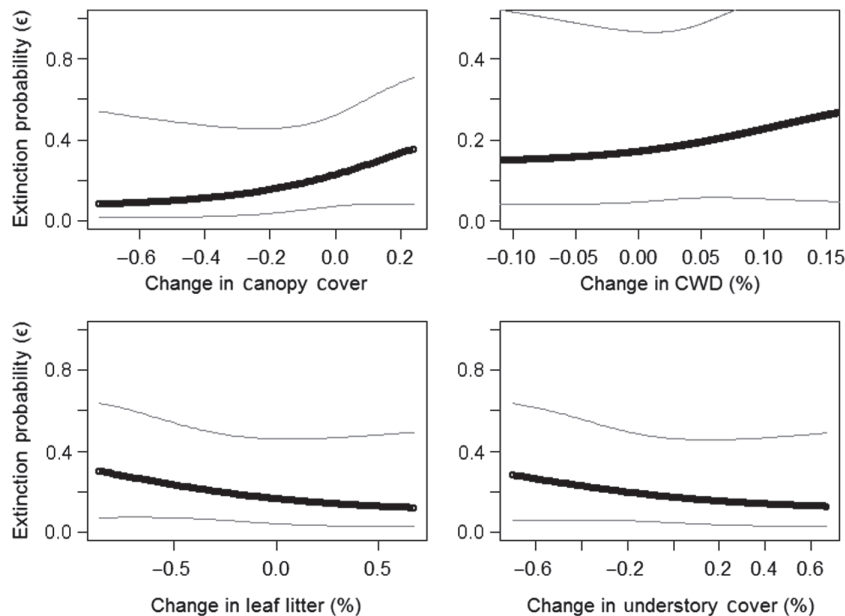 Extinction probability (ϵ)
0.8
0.4
0.0
−0.6 −0.4 −0.2 0.0 0.2
Change in canopy cover
0.4
0.2
0.0
−0.10 −0.05 0.00 0.05 0.10 0.15
Change in CWD (%)
Extinction probability (ϵ)
0.8
0.4
0.0
−0.5 0.0 0.5
Change in leaf litter (%)
0.8
0.4
0.0
−0.6 −0.2 0.2 0.4 0.6
Change in understory cover (%)